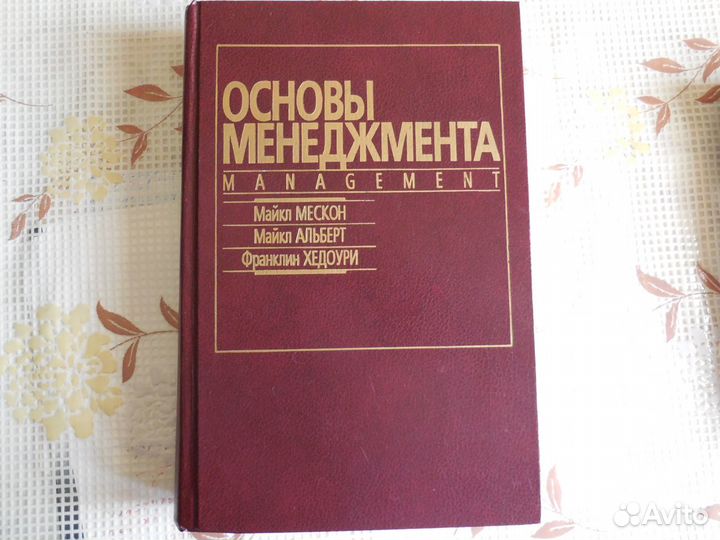 ОСНОВЫ
МЕНЕДЖМЕНТА
MANAGEMENT
Майкл МЕСКОН
Майкл АЛЬБЕРТ
Франклин ХЕДОУРИ
Avito